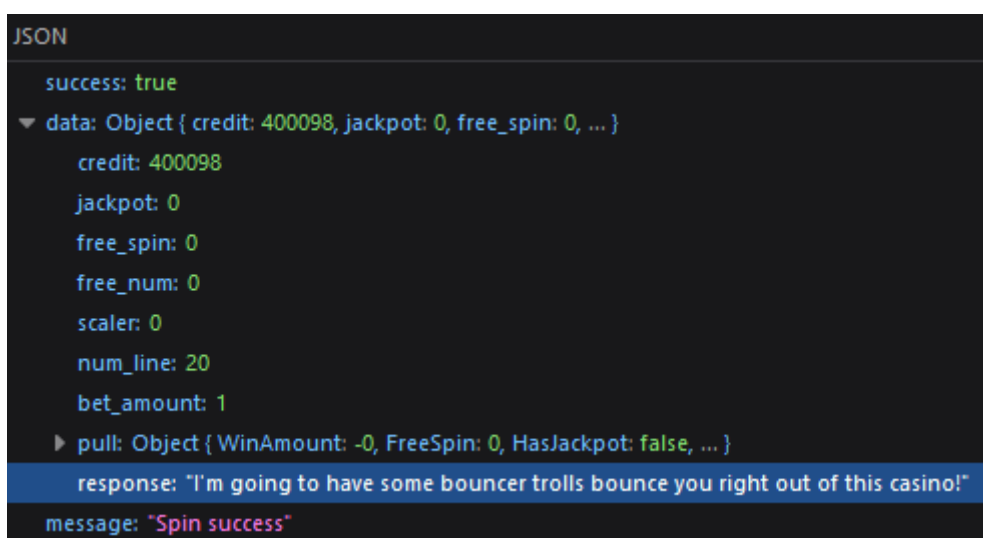 JSON
success: true
data: Object { credit: 400098, jackpot: 0, free_spin: 0, ... }
credit: 400098
jackpot: 0
free_spin: 0
free_num: 0
scaler: 0
num_line: 20
bet_amount: 1
pull: Object { WinAmount: -0, FreeSpin: 0, HasJackpot: false, ... }
response: "I'm going to have some bouncer trolls bounce you right out of this casino!"
message: "Spin success"